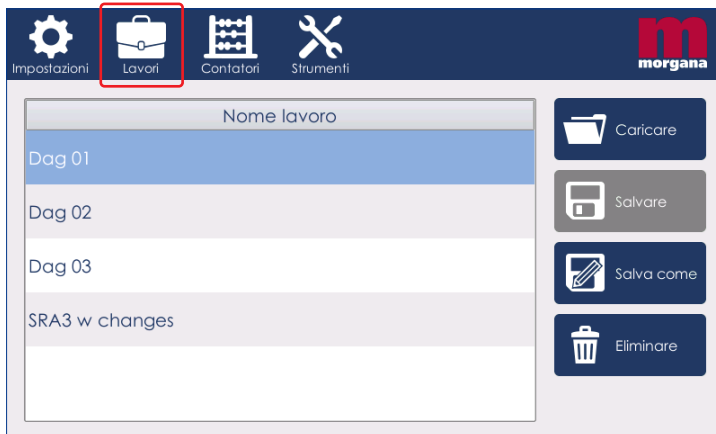 Impostazioni
Lavori
Contatori
Strumenti
morgana
Nome lavoro
Dag 01
Dag 02
Dag 03
SRA3 w changes
Caricare
Salvare
Salva come
Eliminare